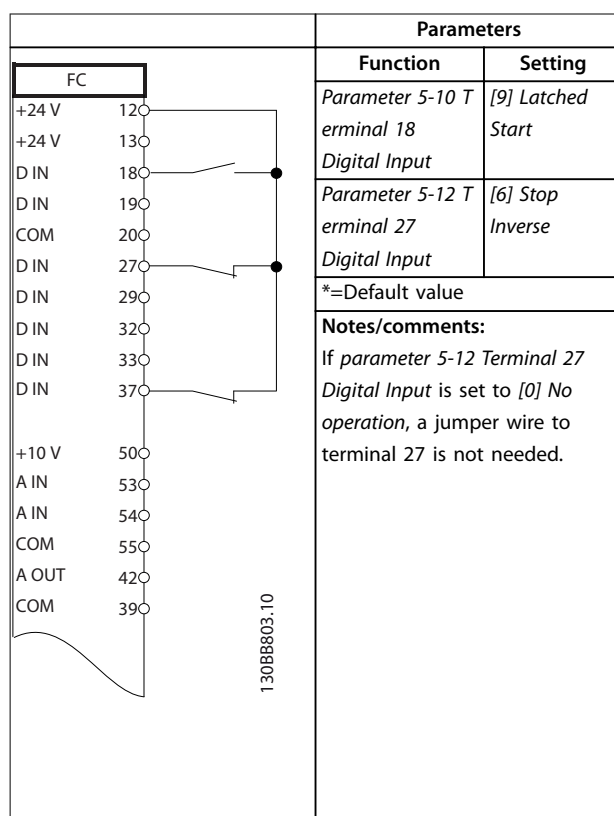 FC
+24 V 12
+24 V 13
D IN 18
D IN 19
COM 20
D IN 27
D IN 29
D IN 32
D IN 33
D IN 37
+10 V 50
A IN 53
A IN 54
COM 55
A OUT 42
COM 39
130BB803.10
Parameters
Function Setting
Parameter 5-10 T [9] Latched
erminal 18 Start
Digital Input
Parameter 5-12 T [6] Stop
erminal 27 Inverse
Digital Input
*=Default value
Notes/comments:
If parameter 5-12 Terminal 27
Digital Input is set to [0] No
operation, a jumper wire to
terminal 27 is not needed.